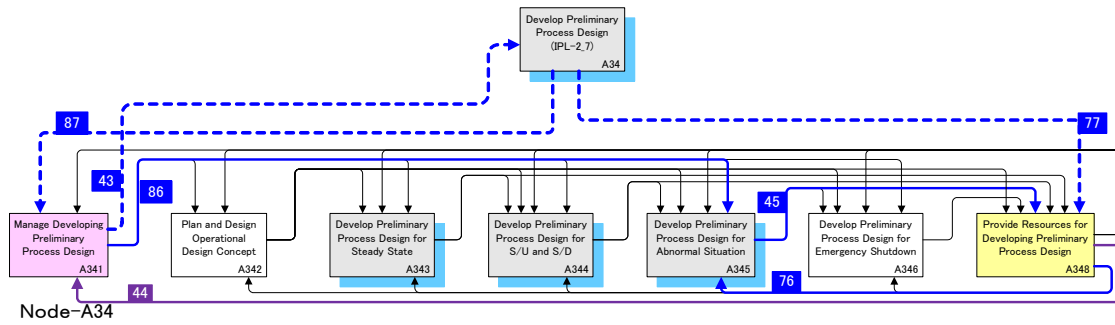 Develop Preliminary
Process Design
(IPL-2_7)
A34
87
77
43
86
45
Manage Developing
Preliminary
Process Design
A341
Plan and Design
Operational
Design Concept
A342
Develop Preliminary
Process Design for
Steady State
A343
Develop Preliminary
Process Design for
S/U and S/D
A344
Develop Preliminary
Process Design for
Abnormal Situation
A345
Develop Preliminary
Process Design for
Emergency Shutdown
A346
Provide Resources for
Developing Preliminary
Process Design
A348
44
76
Node-A34